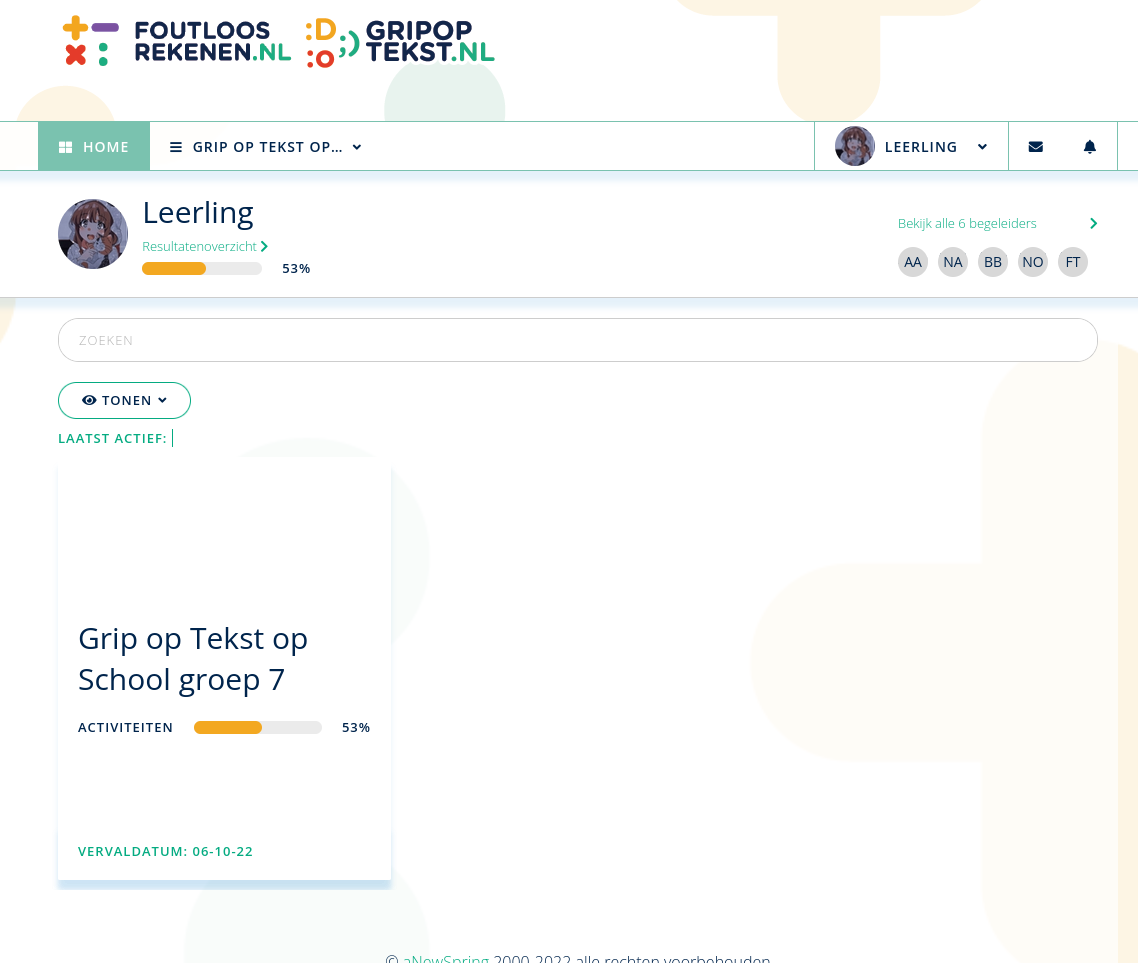 FOUTLOOS
REKENEN.NL
GRIPOP
TEKST.NL
HOME
GRIP OP TEKST OP...
LEERLING
Leerling
Resultatenoverzicht
53%
Bekijk alle 6 begeleiders
AA NA BB NO FT
ZOEKEN
TONEN
LAATST ACTIEF:
Grip op Tekst op
School groep 7
ACTIVITEITEN 53%
VERVALDATUM: 06-10-22
© aNewSpring 2000-2022 alle rechten voorbehouden